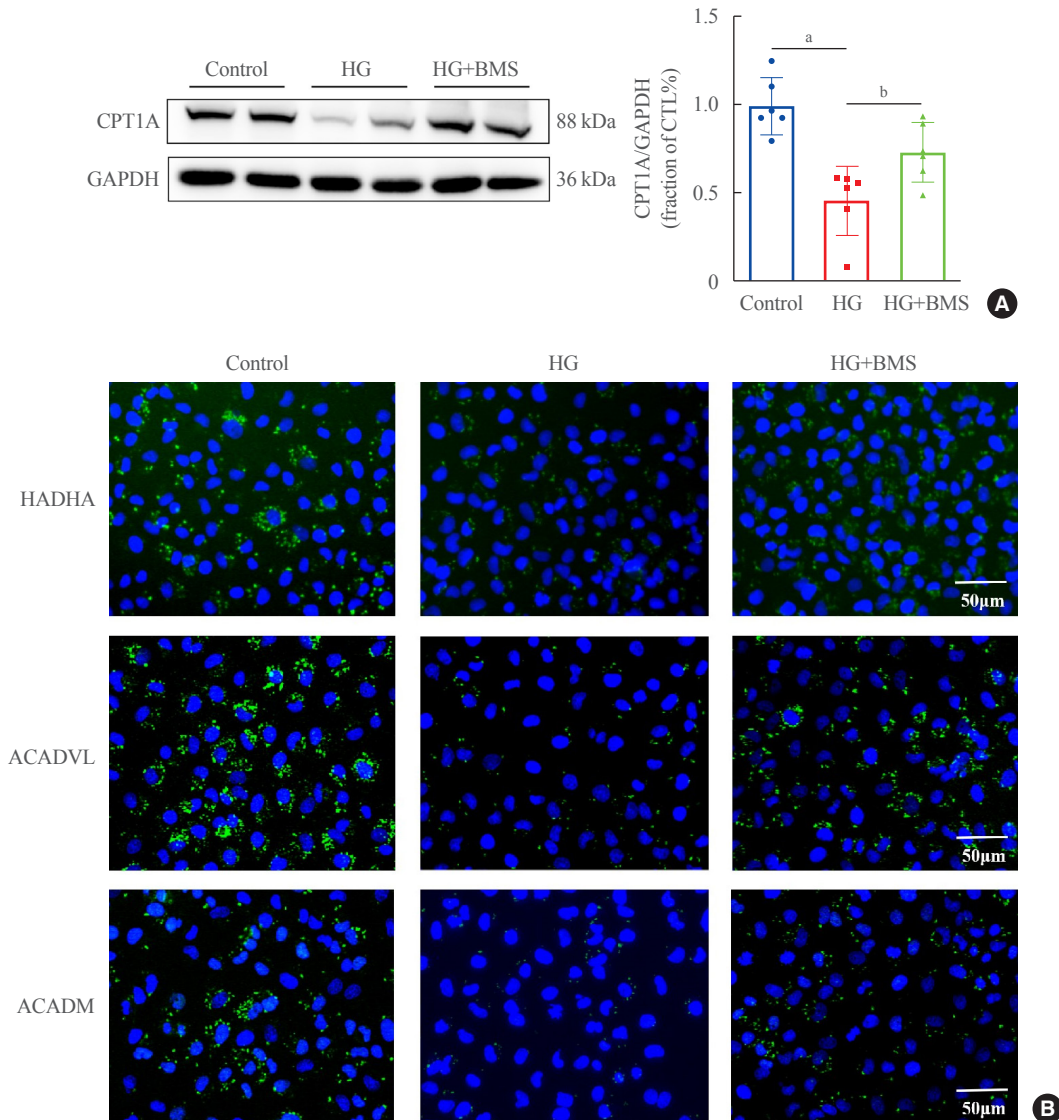 Control HG HG+BMS
CPT1A 88 kDa
GAPDH 36 kDa
CPT1A/GAPDH
(fraction of CTL%)
1.5
1.0
0.5
0
a
b
Control HG HG+BMS
A
Control HG HG+BMS
HADHA
50μm
ACADVL
50μm
ACADM
50μm
B